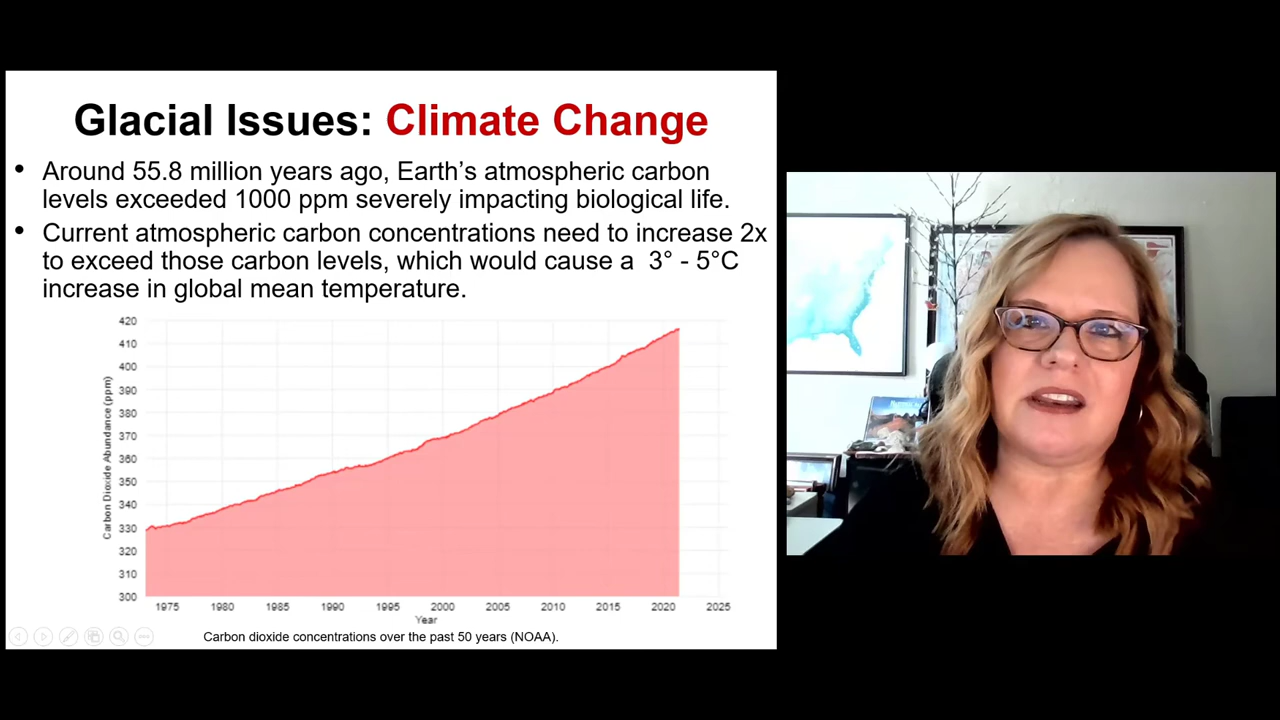 Glacial Issues: Climate Change
• Around 55.8 million years ago, Earth's atmospheric carbon
levels exceeded 1000 ppm severely impacting biological life.
• Current atmospheric carbon concentrations need to increase 2x
to exceed those carbon levels, which would cause a  3° - 5°C
increase in global mean temperature.
420
410
400
390
380
370
360
350
340
330
320
310
300
Carbon Dioxide Abundance (ppm)
1975 1980 1985 1990 1995 2000 2005 2010 2015 2020 2025
Year
Carbon dioxide concentrations over the past 50 years (NOAA).